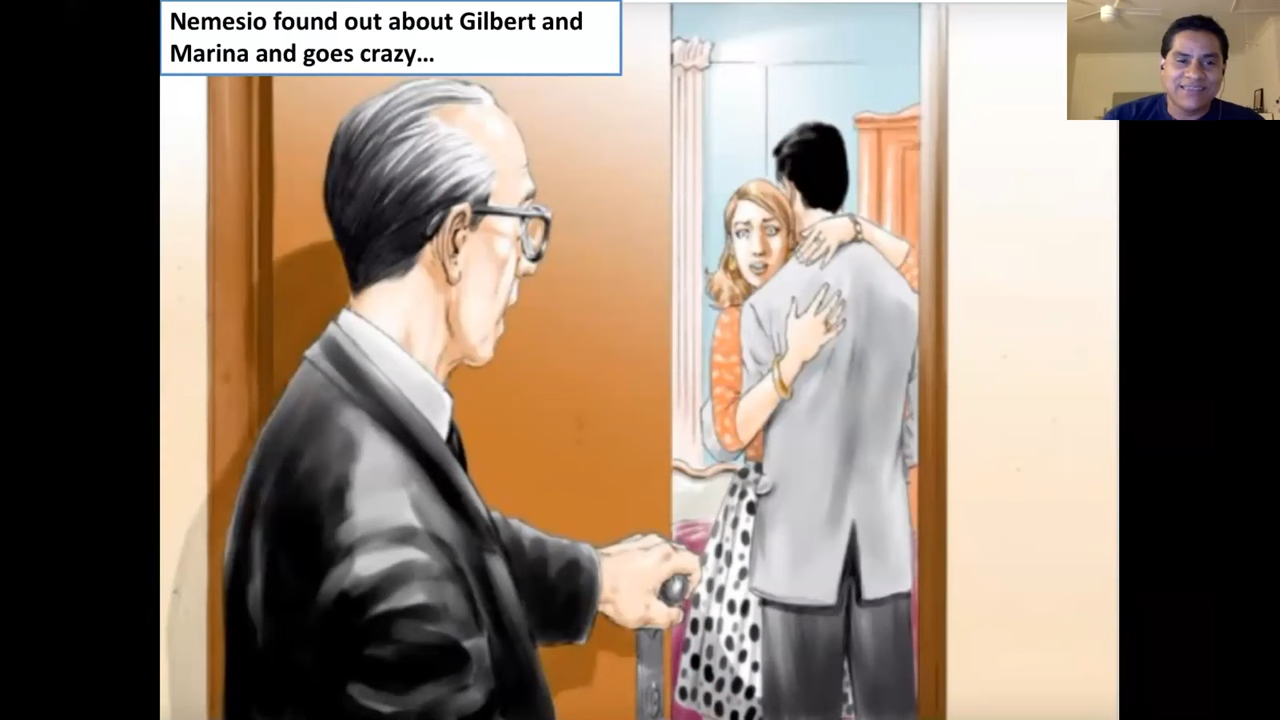 Nemesio found out about Gilbert and
Marina and goes crazy…